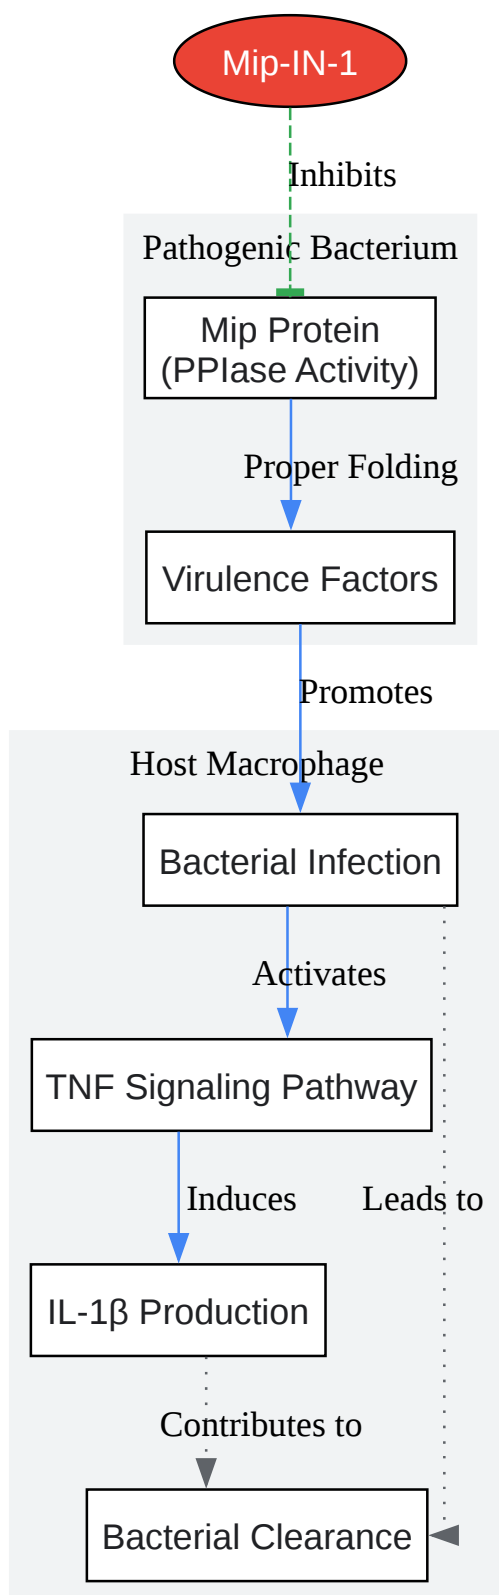 Mip-IN-1
Inhibits
Pathogenic Bacterium
Mip Protein
(PPIase Activity)
Proper Folding
Virulence Factors
Promotes
Host Macrophage
Bacterial Infection
Activates
TNF Signaling Pathway
Induces
Leads to
IL-1β Production
Contributes to
Bacterial Clearance